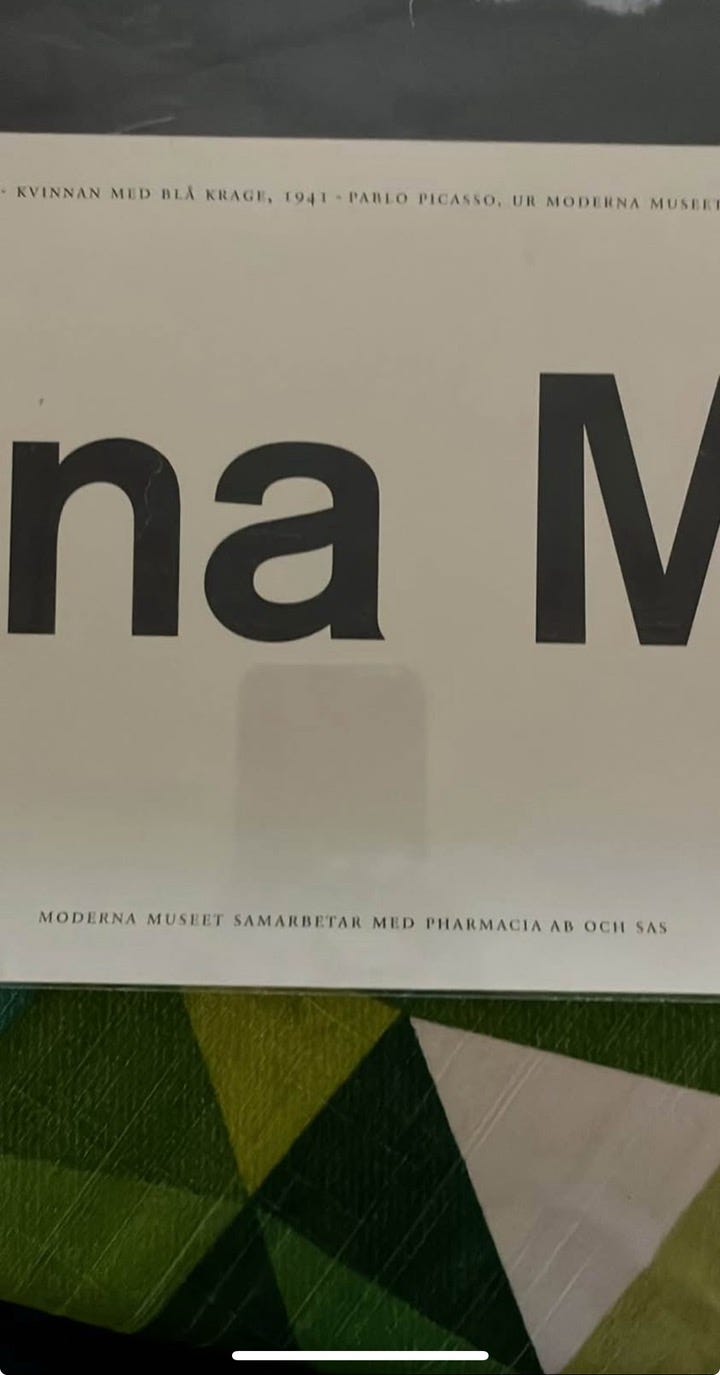 - KVINNAN MED BLÅ KRAGE, 1941 - PABLO PICASSO, UR MODERNA MUSEET
na M
MODERNA MUSEET SAMARBETAR MED PHARMACIA AB OCH SAS